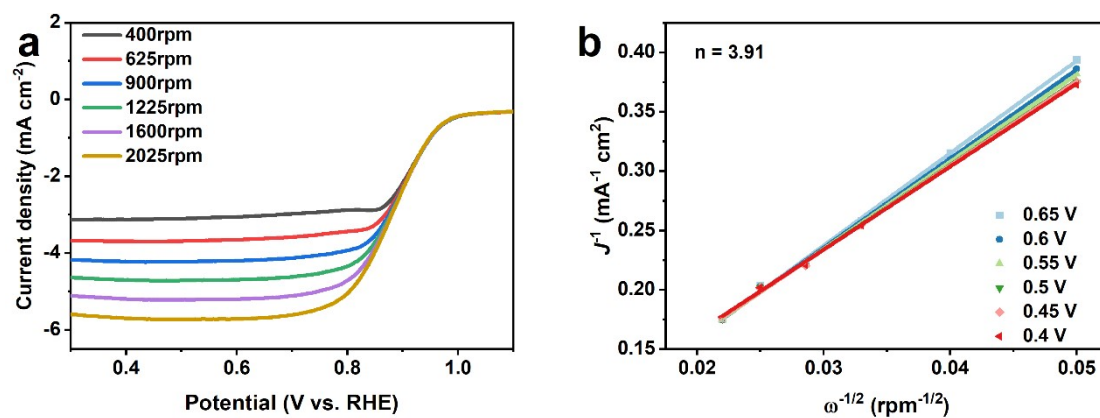 a
400rpm
625rpm
900rpm
1225rpm
1600rpm
2025rpm
2
0
-2
-4
-6
Current density (mA cm⁻²)
0.4 0.6 0.8 1.0
Potential (V vs. RHE)
b
n = 3.91
0.40
0.35
0.30
0.25
0.20
0.15
J⁻¹ (mA⁻¹ cm²)
0.65 V
0.6 V
0.55 V
0.5 V
0.45 V
0.4 V
0.02 0.03 0.04 0.05
ω⁻¹/² (rpm⁻¹/²)